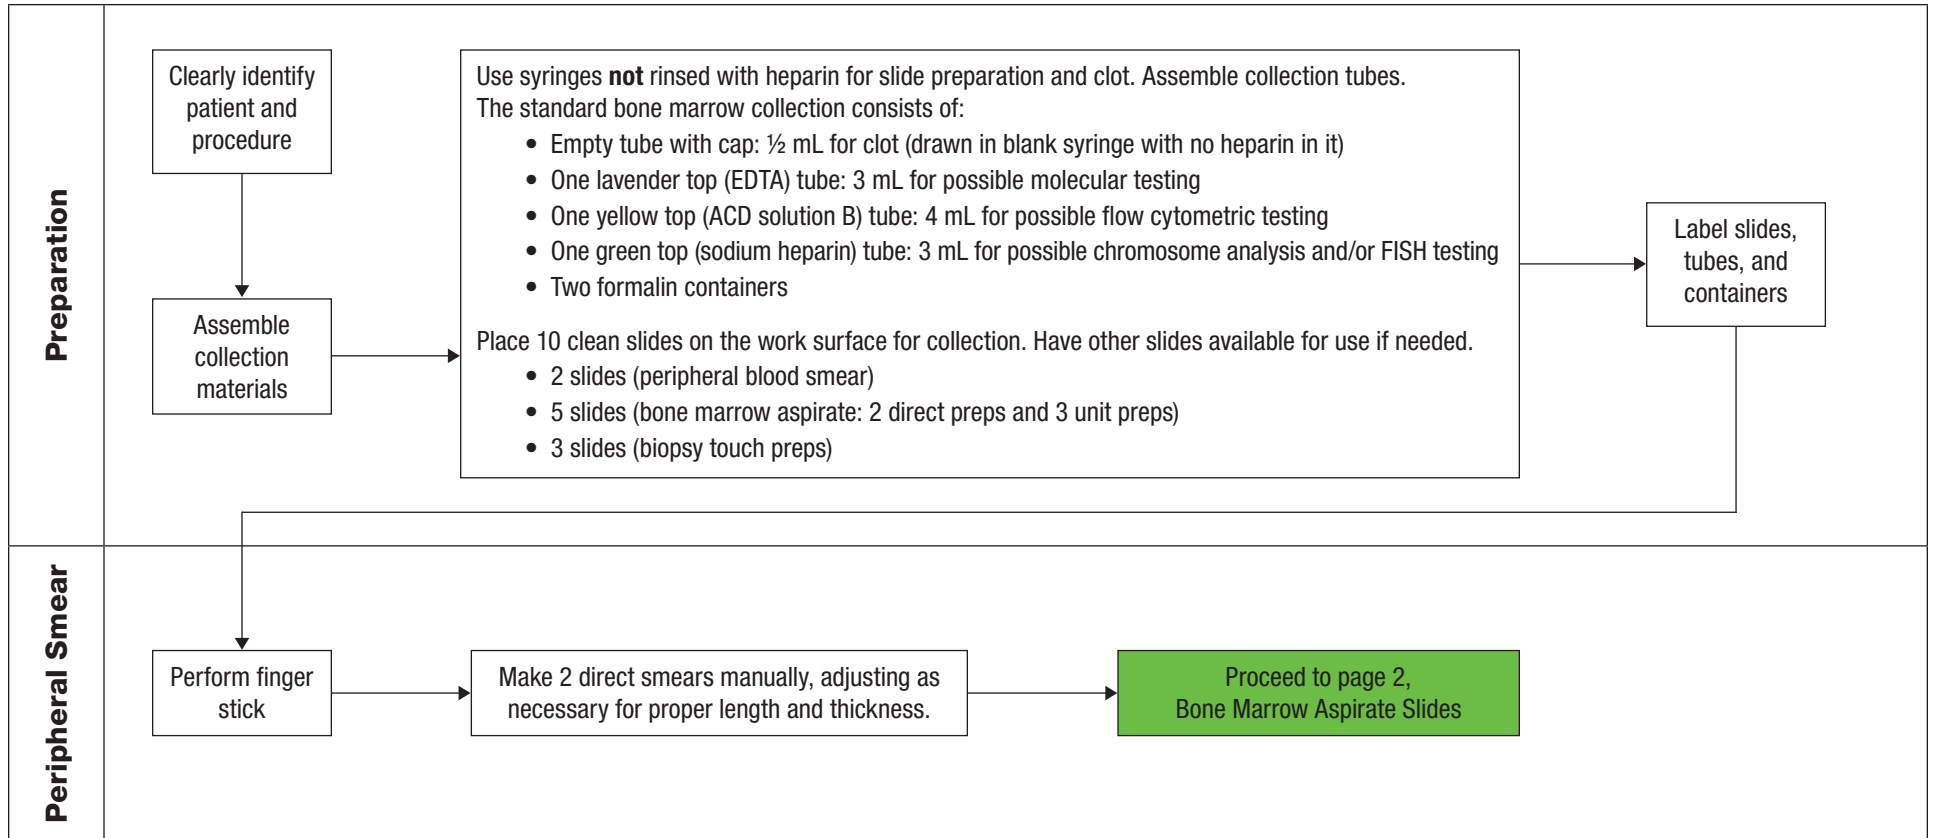 Preparation
Clearly identify
patient and
procedure
Assemble
collection
materials
Use syringes not rinsed with heparin for slide preparation and clot. Assemble collection tubes.
The standard bone marrow collection consists of:
• Empty tube with cap: ½ mL for clot (drawn in blank syringe with no heparin in it)
• One lavender top (EDTA) tube: 3 mL for possible molecular testing
• One yellow top (ACD solution B) tube: 4 mL for possible flow cytometric testing
• One green top (sodium heparin) tube: 3 mL for possible chromosome analysis and/or FISH testing
• Two formalin containers
Place 10 clean slides on the work surface for collection. Have other slides available for use if needed.
• 2 slides (peripheral blood smear)
• 5 slides (bone marrow aspirate: 2 direct preps and 3 unit preps)
• 3 slides (biopsy touch preps)
Label slides,
tubes, and
containers
Peripheral Smear
Perform finger
stick
Make 2 direct smears manually, adjusting as
necessary for proper length and thickness.
Proceed to page 2,
Bone Marrow Aspirate Slides